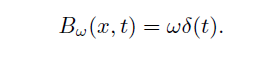 B_ω(x, t) = ωδ(t).